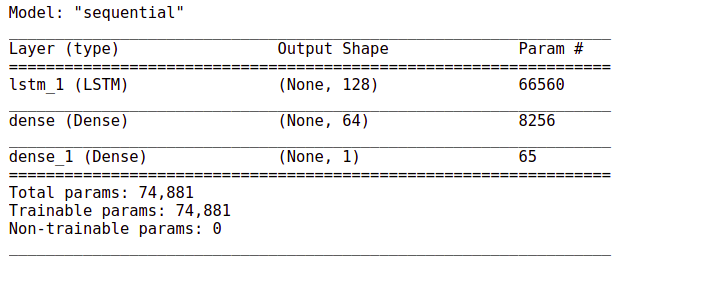 Model: "sequential"
_________________________________________________________________
Layer (type)                 Output Shape              Param #
=================================================================
lstm_1 (LSTM)                (None, 128)               66560
_________________________________________________________________
dense (Dense)                (None, 64)                8256
_________________________________________________________________
dense_1 (Dense)              (None, 1)                 65
=================================================================
Total params: 74,881
Trainable params: 74,881
Non-trainable params: 0
_________________________________________________________________